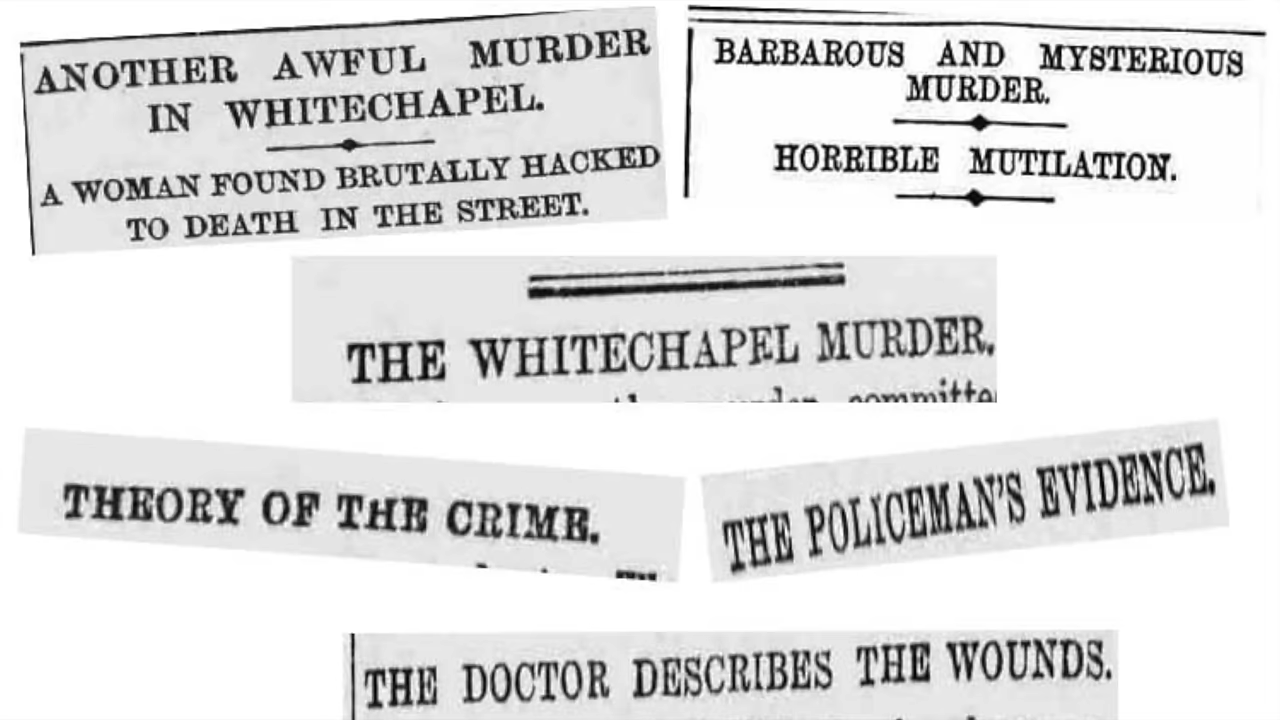 ANOTHER AWFUL MURDER
IN WHITECHAPEL.
A WOMAN FOUND BRUTALLY HACKED
TO DEATH IN THE STREET.
BARBAROUS AND MYSTERIOUS
MURDER.
HORRIBLE MUTILATION.
THE WHITECHAPEL MURDER.
THEORY OF THE CRIME.
THE POLICEMAN'S EVIDENCE.
THE DOCTOR DESCRIBES THE WOUNDS.